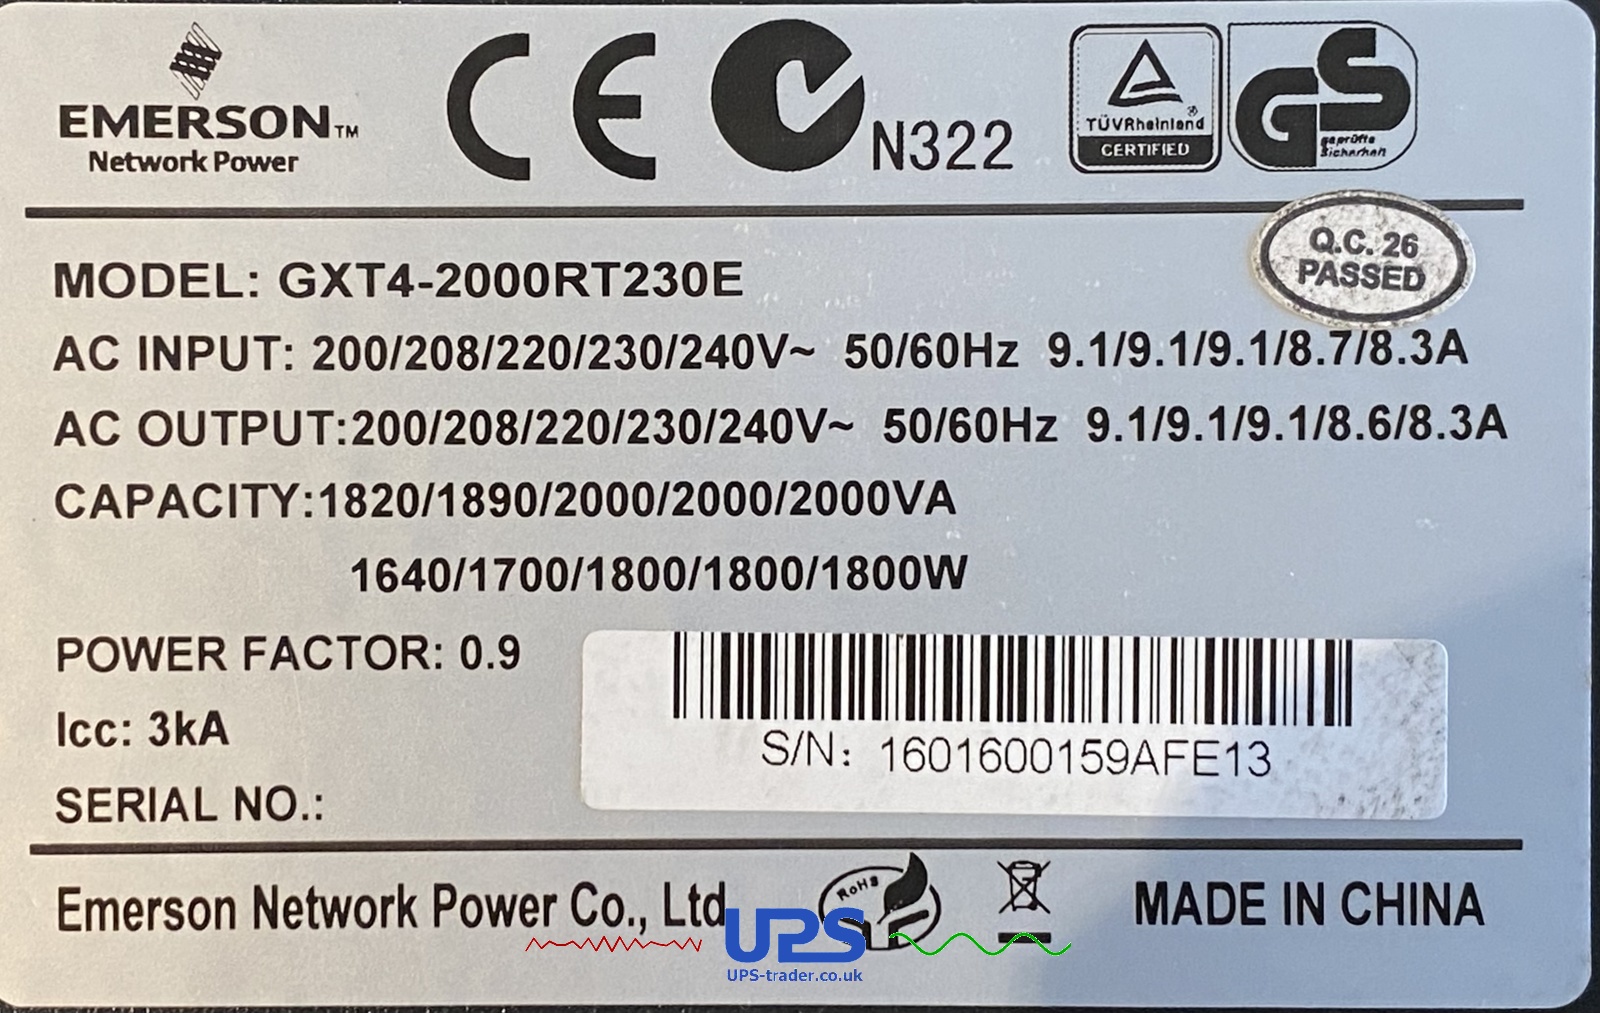 EMERSON™
Network Power
CE
N322
TÜVRheinland®
CERTIFIED
GS
geprüfte
Sicherheit
Q.C. 26
PASSED
MODEL: GXT4-2000RT230E
AC INPUT: 200/208/220/230/240V~ 50/60Hz 9.1/9.1/9.1/8.7/8.3A
AC OUTPUT:200/208/220/230/240V~ 50/60Hz 9.1/9.1/9.1/8.6/8.3A
CAPACITY:1820/1890/2000/2000/2000VA
1640/1700/1800/1800/1800W
POWER FACTOR: 0.9
Icc: 3kA
S/N: 1601600159AFE13
SERIAL NO.:
Emerson Network Power Co., Ltd
RoHS
MADE IN CHINA
UPS
UPS-trader.co.uk